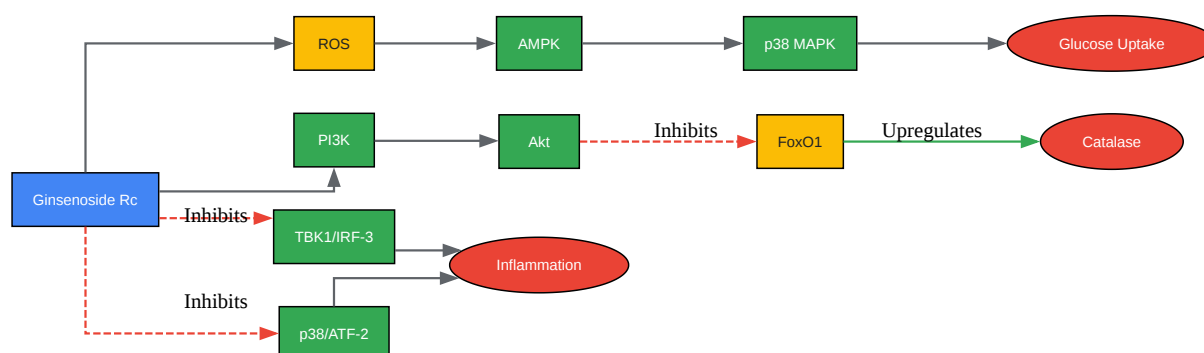 ROS
AMPK
p38 MAPK
Glucose Uptake
PI3K
Akt
Inhibits
FoxO1
Upregulates
Catalase
Ginsenoside Rc
Inhibits
TBK1/IRF-3
Inflammation
Inhibits
p38/ATF-2